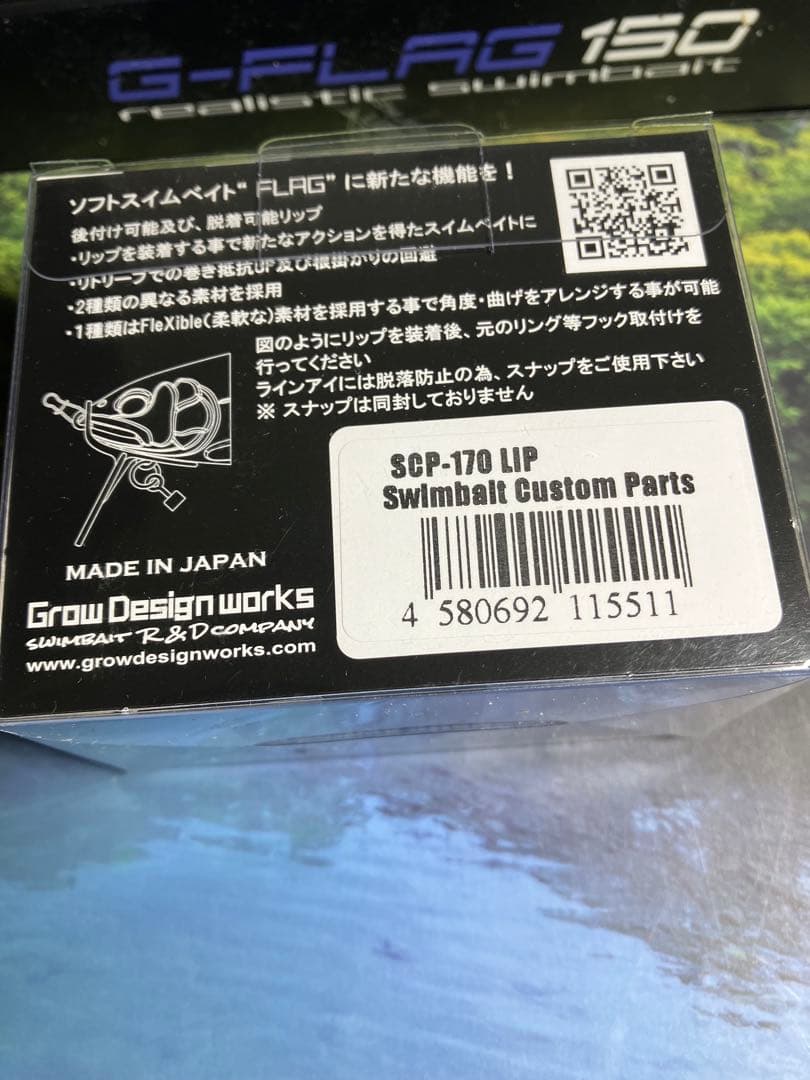 G-FLAG 150
realistic swimbait
ソフトスイムベイト“FLAG”に新たな機能を！
後付け可能及び、脱着可能リップ
・リップを装着する事で新たなアクションを得たスイムベイトに
・リトリーブでの巻き抵抗UP及び根掛かりの回避
・2種類の異なる素材を採用
・1種類はFleXible(柔軟な)素材を採用する事で角度・曲げをアレンジする事が可能
図のようにリップを装着後、元のリング等フック取付けを
行ってください
ラインアイには脱落防止の為、スナップをご使用下さい
※ スナップは同封しておりません
SCP-170 LIP
Swimbait Custom Parts
4 580692 115511
MADE IN JAPAN
Grow Design works
SWIMBAIT R&D COMPANY
www.growdesignworks.com